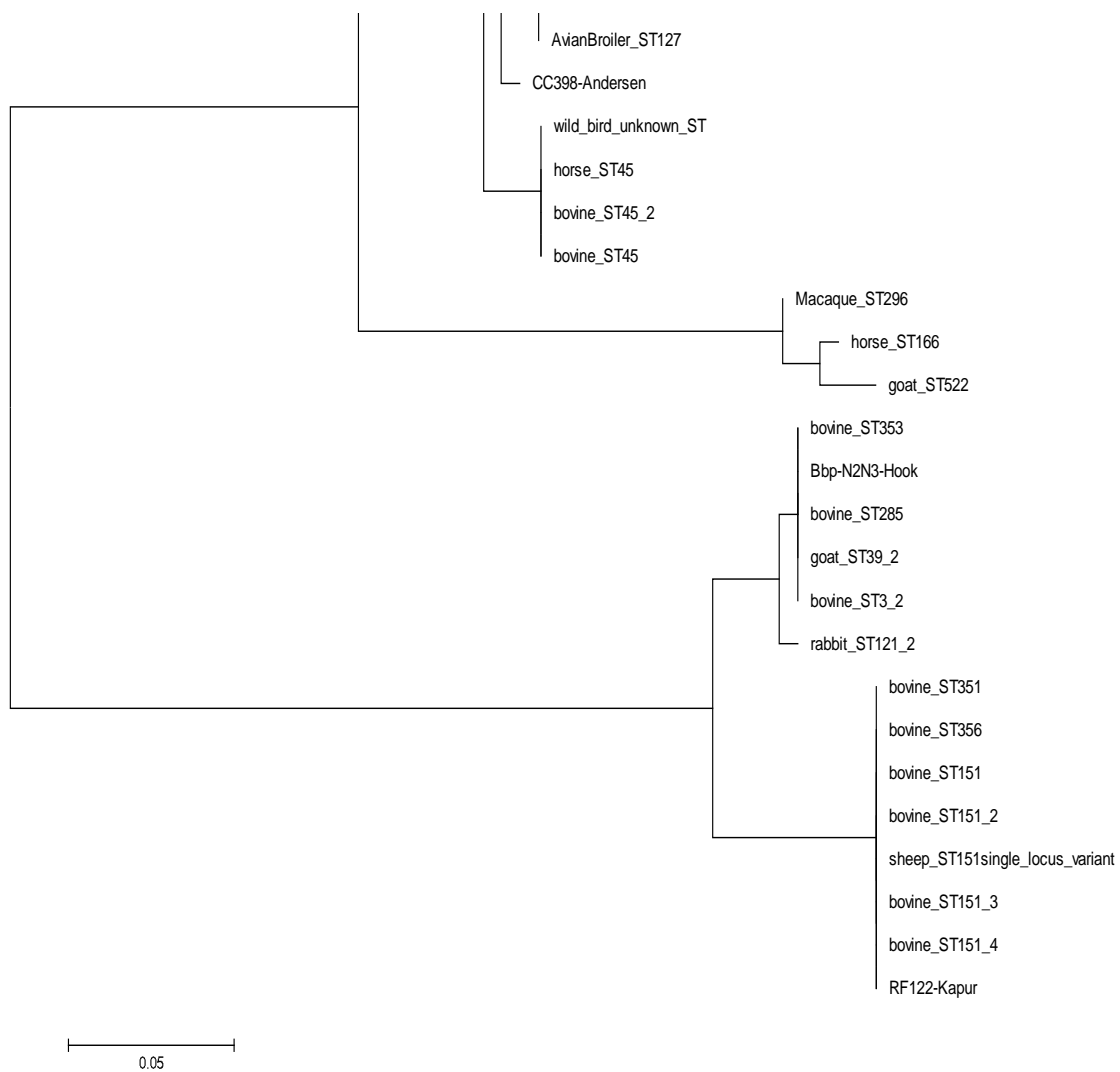 AvianBroiler_ST127
CC398-Andersen
wild_bird_unknown_ST
horse_ST45
bovine_ST45_2
bovine_ST45
Macaque_ST296
horse_ST166
goat_ST522
bovine_ST353
Bbp-N2N3-Hook
bovine_ST285
goat_ST39_2
bovine_ST3_2
rabbit_ST121_2
bovine_ST351
bovine_ST356
bovine_ST151
bovine_ST151_2
sheep_ST151single_locus_variant
bovine_ST151_3
bovine_ST151_4
RF122-Kapur
0.05